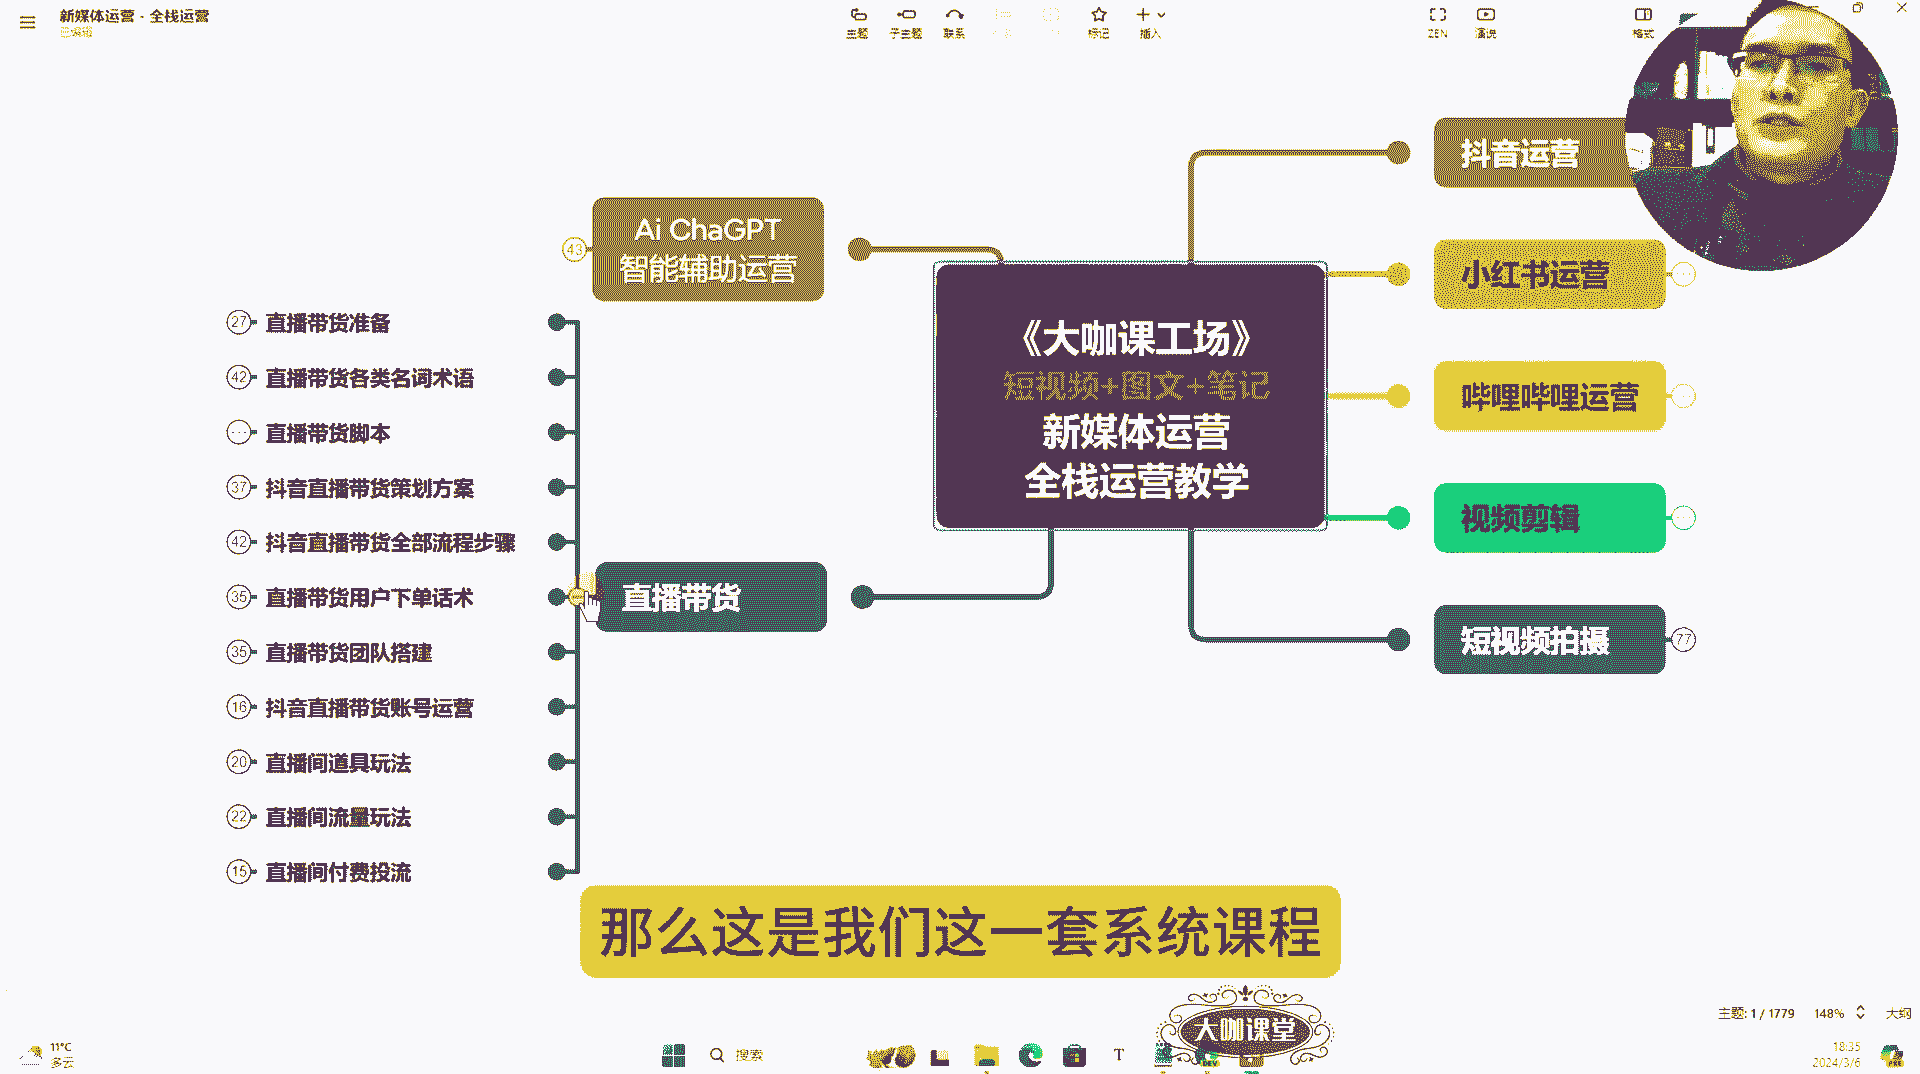 新媒体运营 - 全栈运营
已编辑
主题
子主题
联系
标记
插入
ZEN
演说
格式
抖音运营
Ai ChaGPT
智能辅助运营
43
小红书运营
《大咖课工场》
短视频+图文+笔记
新媒体运营
全栈运营教学
哔哩哔哩运营
视频剪辑
短视频拍摄
77
直播带货
27 直播带货准备
42 直播带货各类名词术语
直播带货脚本
37 抖音直播带货策划方案
42 抖音直播带货全部流程步骤
35 直播带货用户下单话术
35 直播带货团队搭建
16 抖音直播带货账号运营
20 直播间道具玩法
22 直播间流量玩法
15 直播间付费投流
那么这是我们这一套系统课程
大咖课堂
主题: 1 / 1779
148%
大纲
11°C
多云
搜索
18:35
2024/3/6